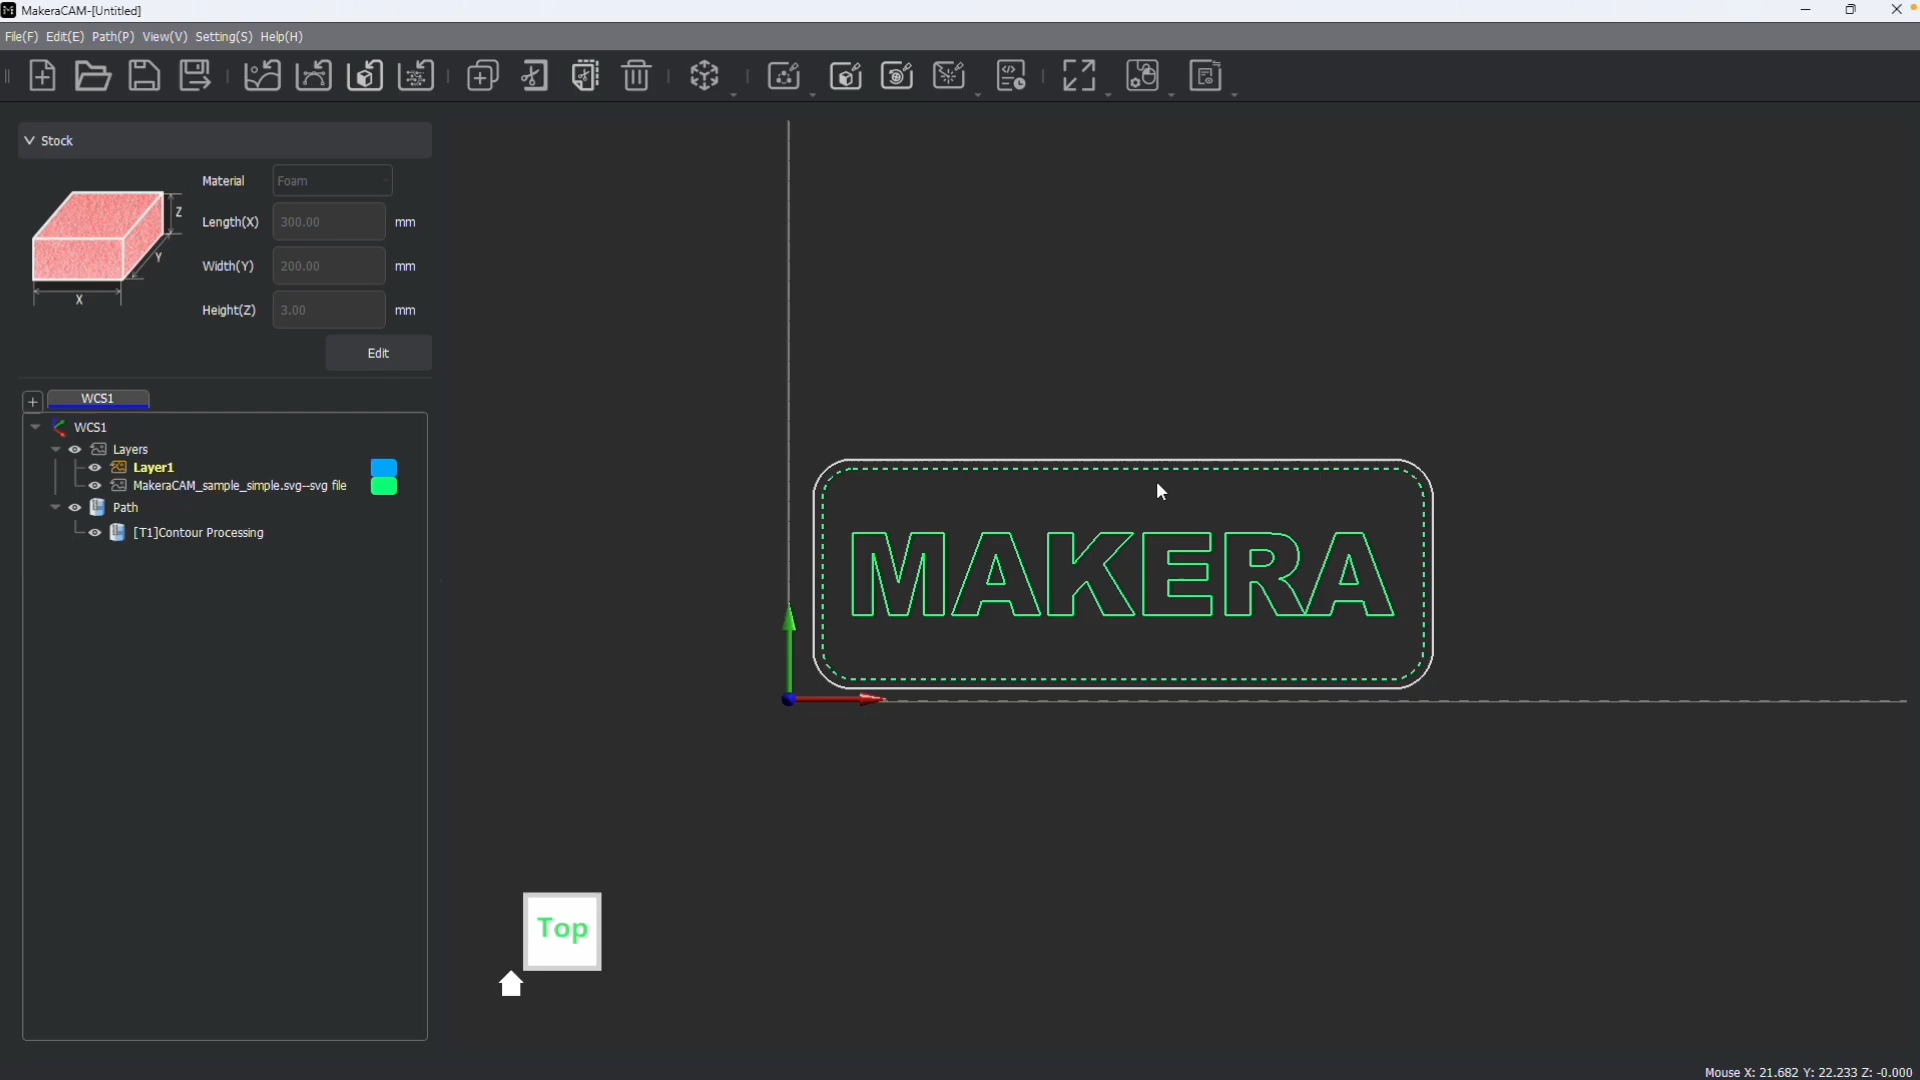 MakeraCAM-[Untitled]
File(F) Edit(E) Path(P) View(V) Setting(S) Help(H)
Stock
Material Foam
Length(X) 300.00 mm
Width(Y) 200.00 mm
Height(Z) 3.00 mm
Z
Y
X
Edit
+ WCS1
WCS1
Layers
Layer1
MakeraCAM_sample_simple.svg--svg file
Path
[T1]Contour Processing
MAKERA
Top
Mouse X: 21.682 Y: 22.233 Z: -0.000